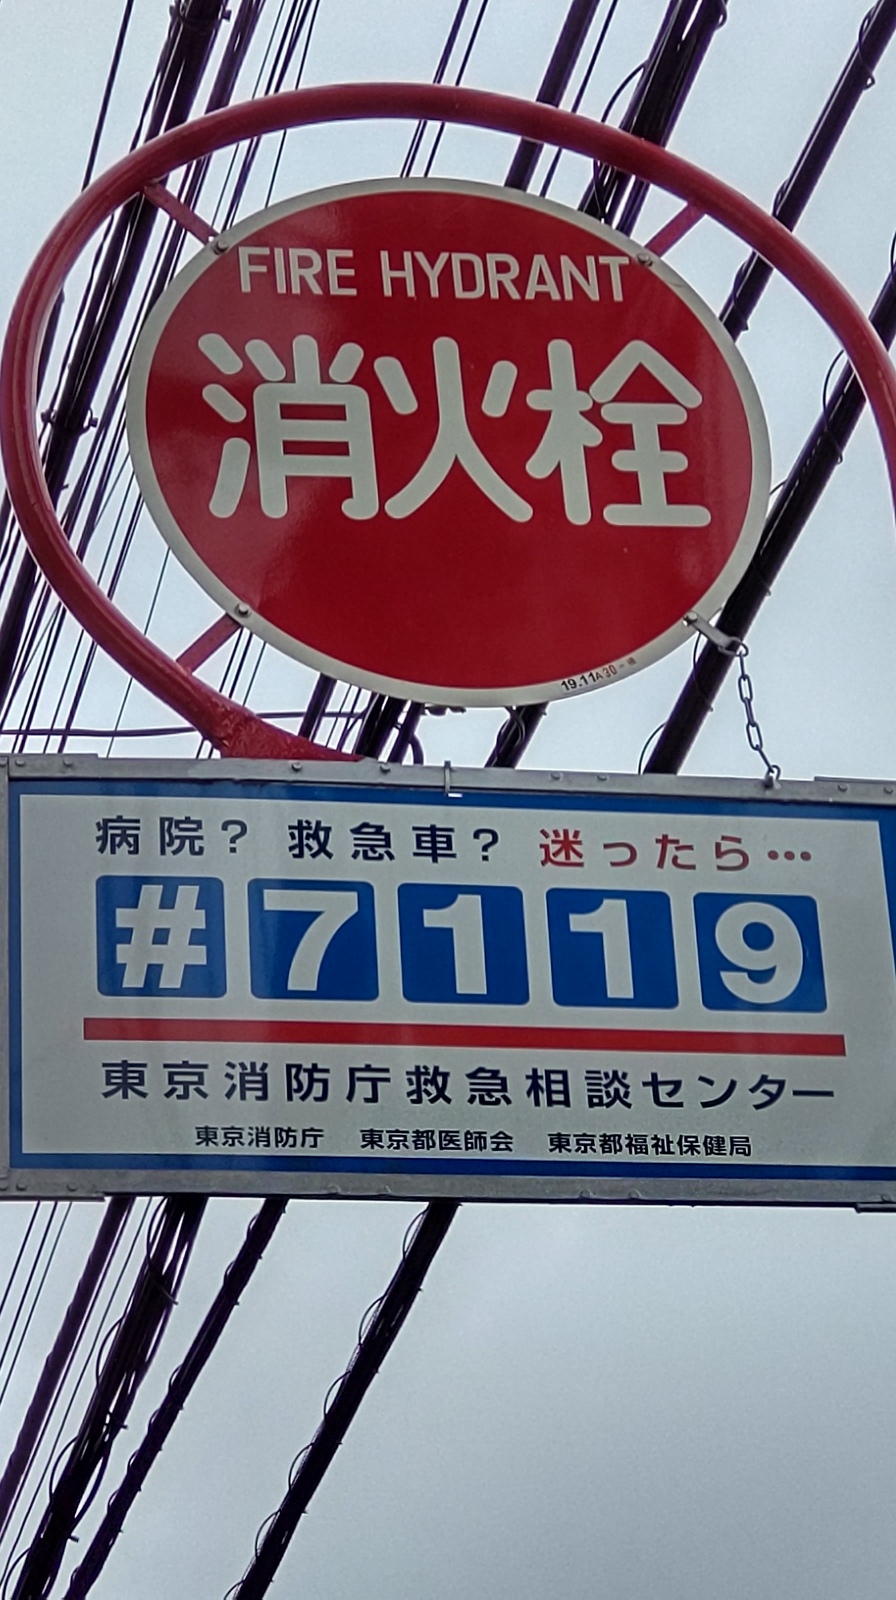 FIRE HYDRANT
消火栓
病院? 救急車? 迷ったら…
#7119
東京消防庁救急相談センター
東京消防庁 東京都医師会 東京都福祉保健局